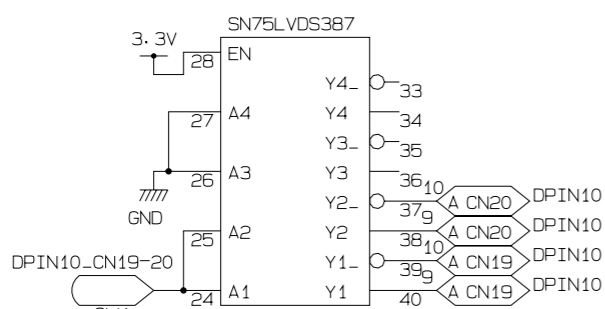 SN75LVDS387
3.3V
28 EN
Y4_ 33
27 A4 Y4 34
Y3_ 35
26 A3 Y3 36
GND
Y2_ 37 10 A CN20 DPIN10
25 A2 Y2 38 9 A CN20 DPIN10
Y1_ 39 10 A CN19 DPIN10
DPIN10_CN19-20
24 A1 Y1 40 9 A CN19 DPIN10